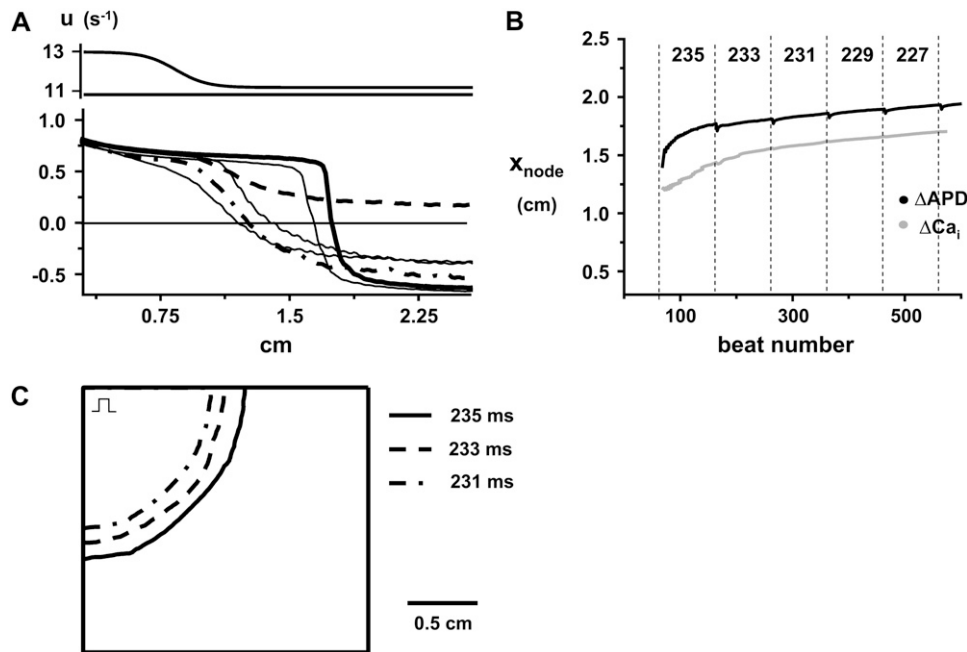 A
u (s⁻¹)
13
11
1.0
0.5
0.0
-0.5
0.75 1.5 2.25
cm
B
2.5
2.0
1.5
1.0
0.5
x_node
(cm)
235 233 231 229 227
ΔAPD
ΔCa_i
100 300 500
beat number
C
235 ms
233 ms
231 ms
0.5 cm